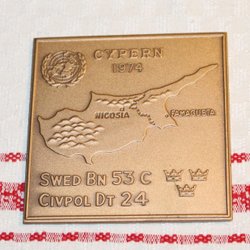 CYPERN
1974
NICOSIA
FAMAGUSTA
SWED BN 53 C
CIVPOL DT 24